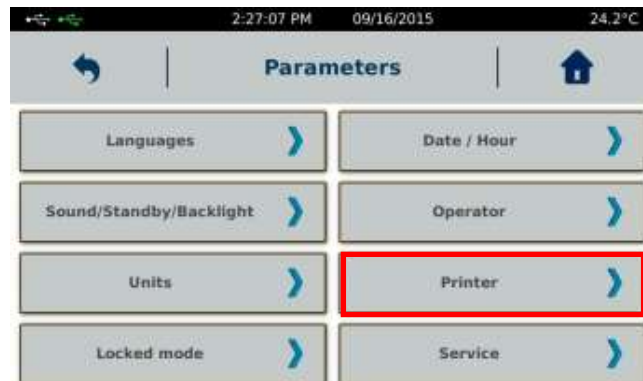 2:27:07 PM 09/16/2015 24.2°C
Parameters
Languages
Date / Hour
Sound/Standby/Backlight
Operator
Units
Printer
Locked mode
Service